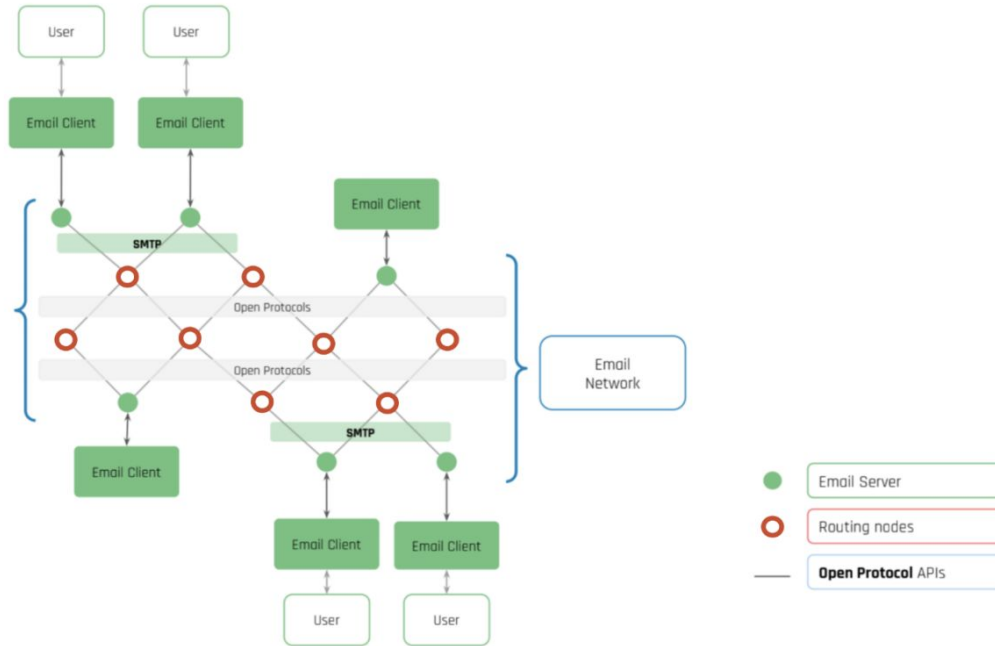 User
User
Email Client
Email Client
Email Client
SMTP
Open Protocols
Open Protocols
Email
Network
SMTP
Email Client
Email Server
Routing nodes
Email Client
Email Client
Open Protocol APIs
User
User